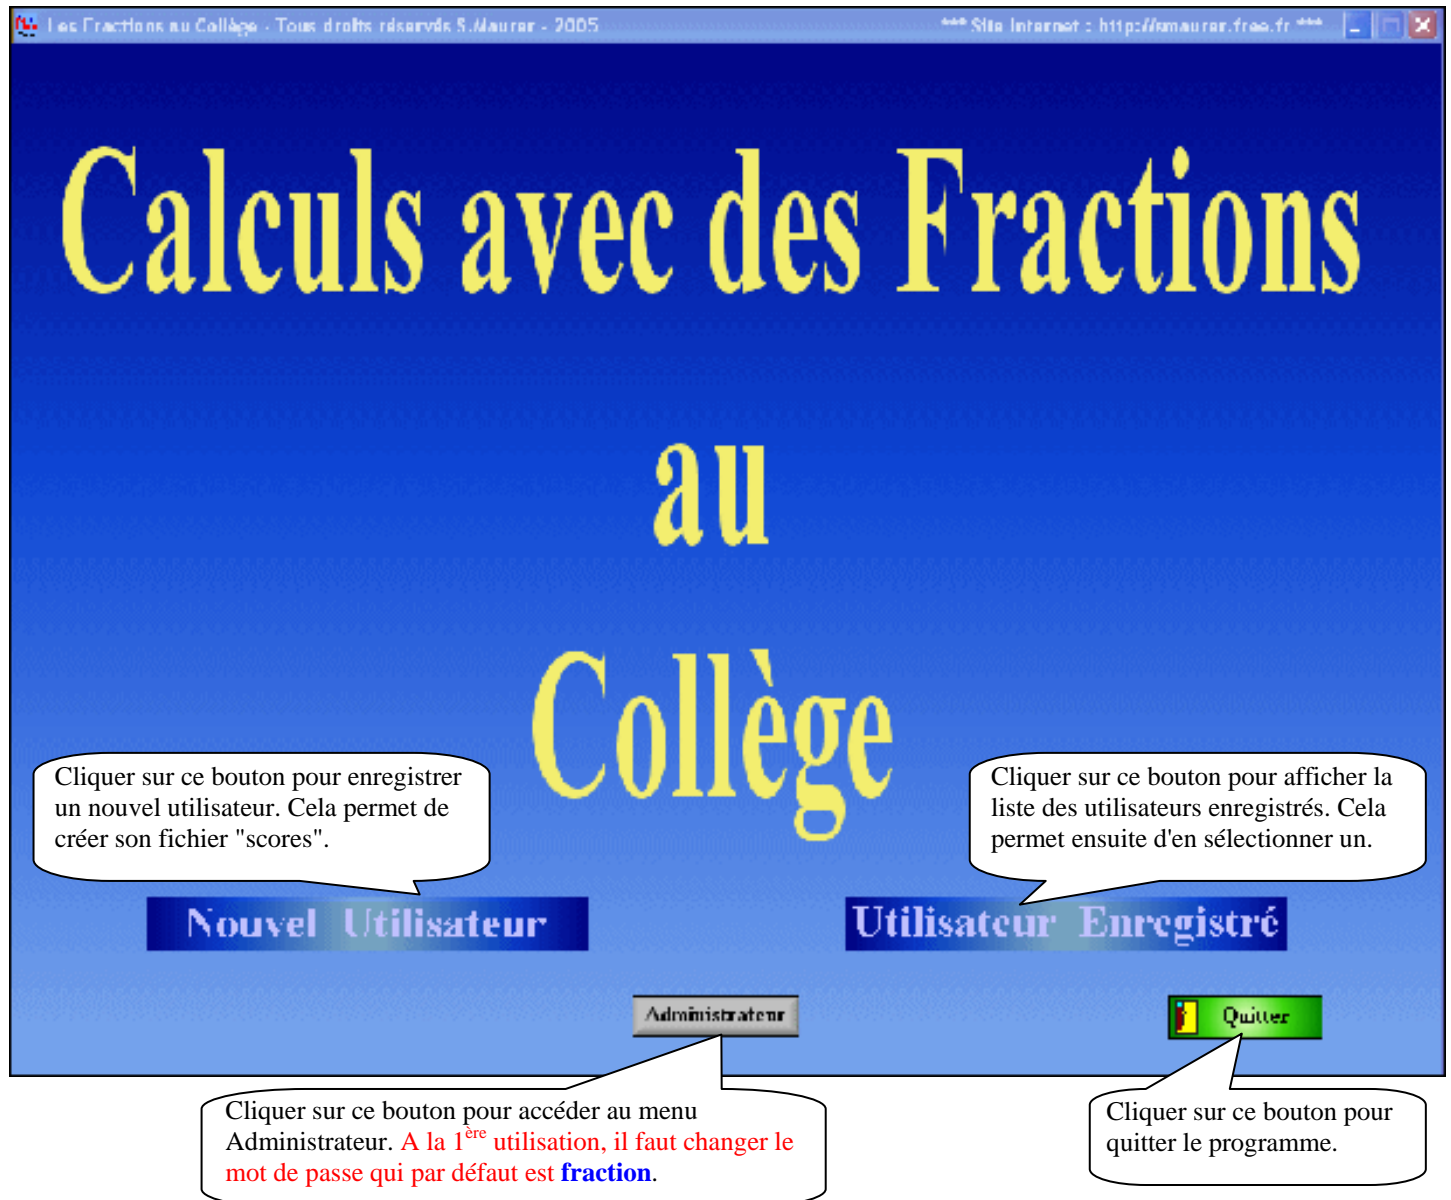 Les Fractions au Collège - Tous droits réservés S.Maurer - 2005 *** Site Internet : http://smaurer.free.fr ***
Calculs avec des Fractions
au
Collège
Cliquer sur ce bouton pour enregistrer
un nouvel utilisateur. Cela permet de
créer son fichier "scores".
Cliquer sur ce bouton pour afficher la
liste des utilisateurs enregistrés. Cela
permet ensuite d'en sélectionner un.
Nouvel Utilisateur
Utilisateur Enregistré
Administrateur
Quitter
Cliquer sur ce bouton pour accéder au menu
Administrateur. A la 1ère utilisation, il faut changer le
mot de passe qui par défaut est fraction.
Cliquer sur ce bouton pour
quitter le programme.